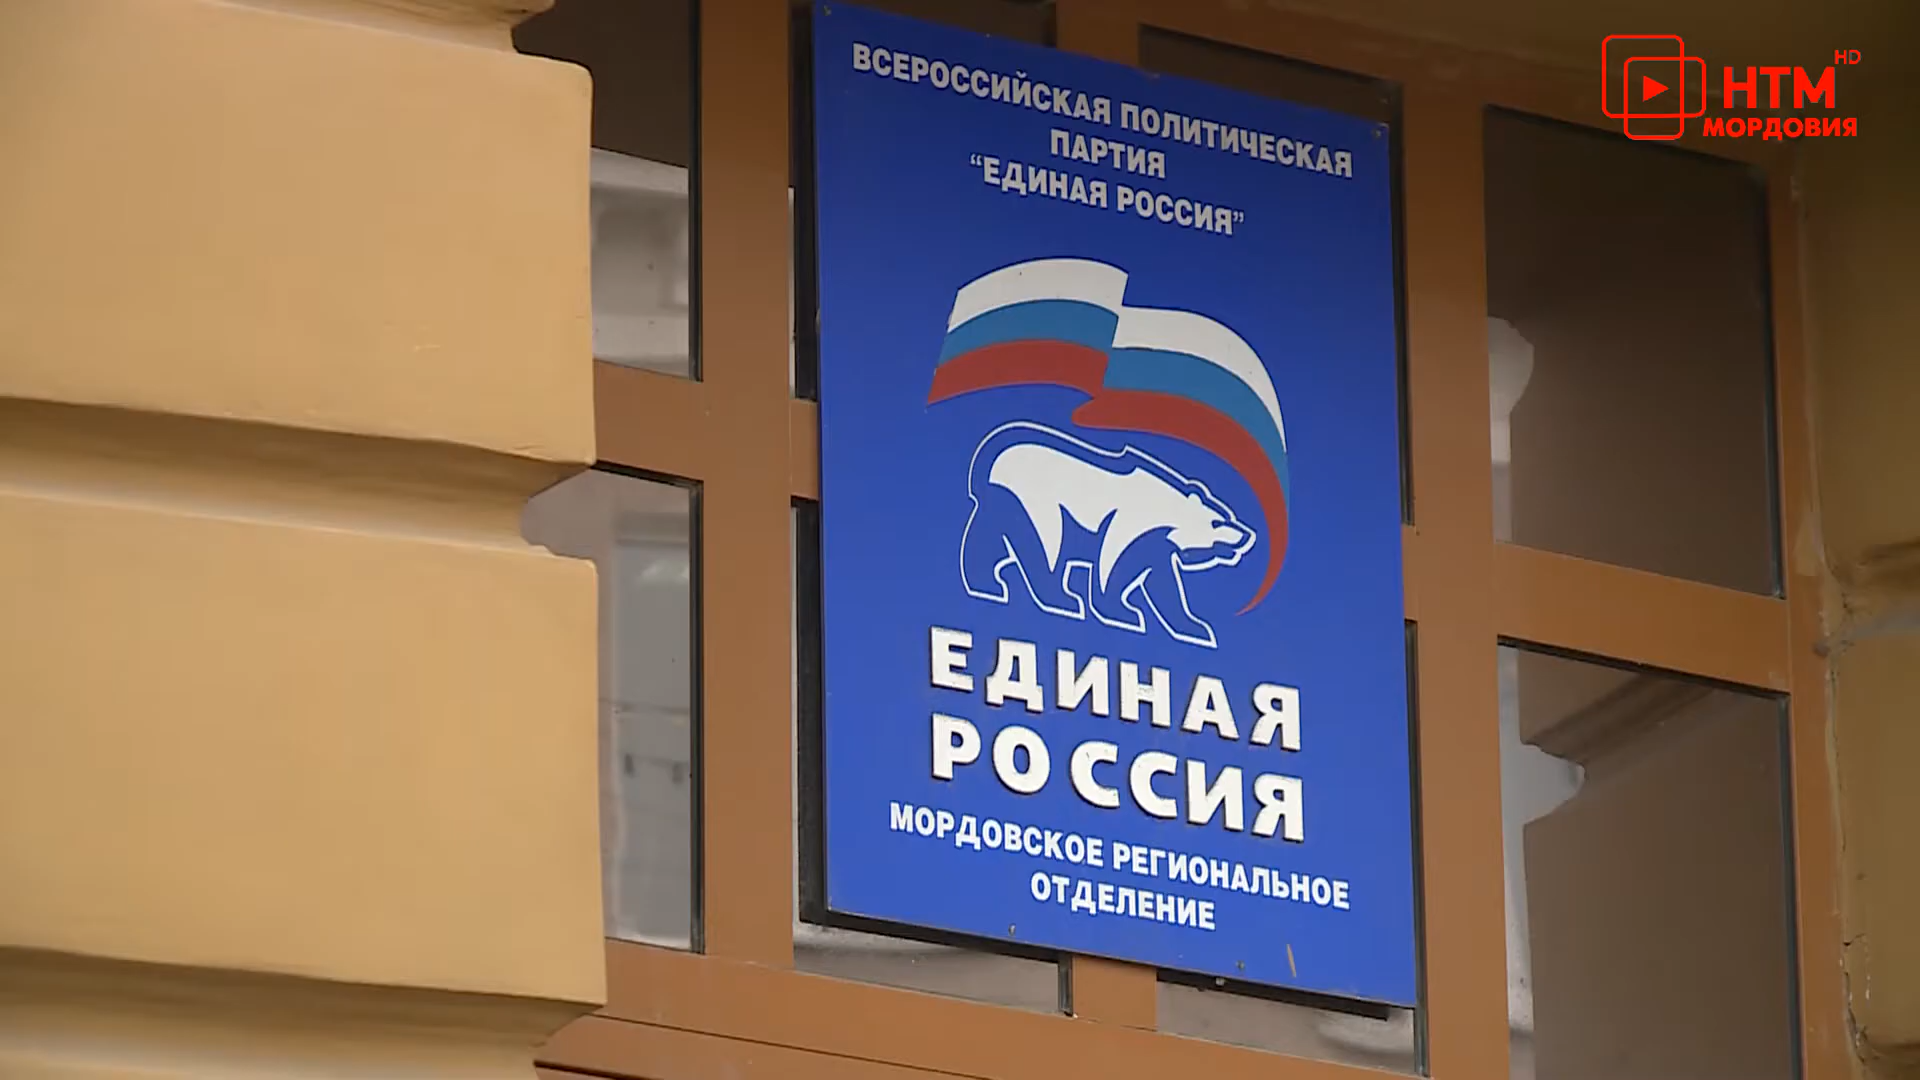 ВСЕРОССИЙСКАЯ ПОЛИТИЧЕСКАЯ
ПАРТИЯ
“ЕДИНАЯ РОССИЯ”
ЕДИНАЯ
РОССИЯ
МОРДОВСКОЕ РЕГИОНАЛЬНОЕ
ОТДЕЛЕНИЕ
НТМ HD
МОРДОВИЯ